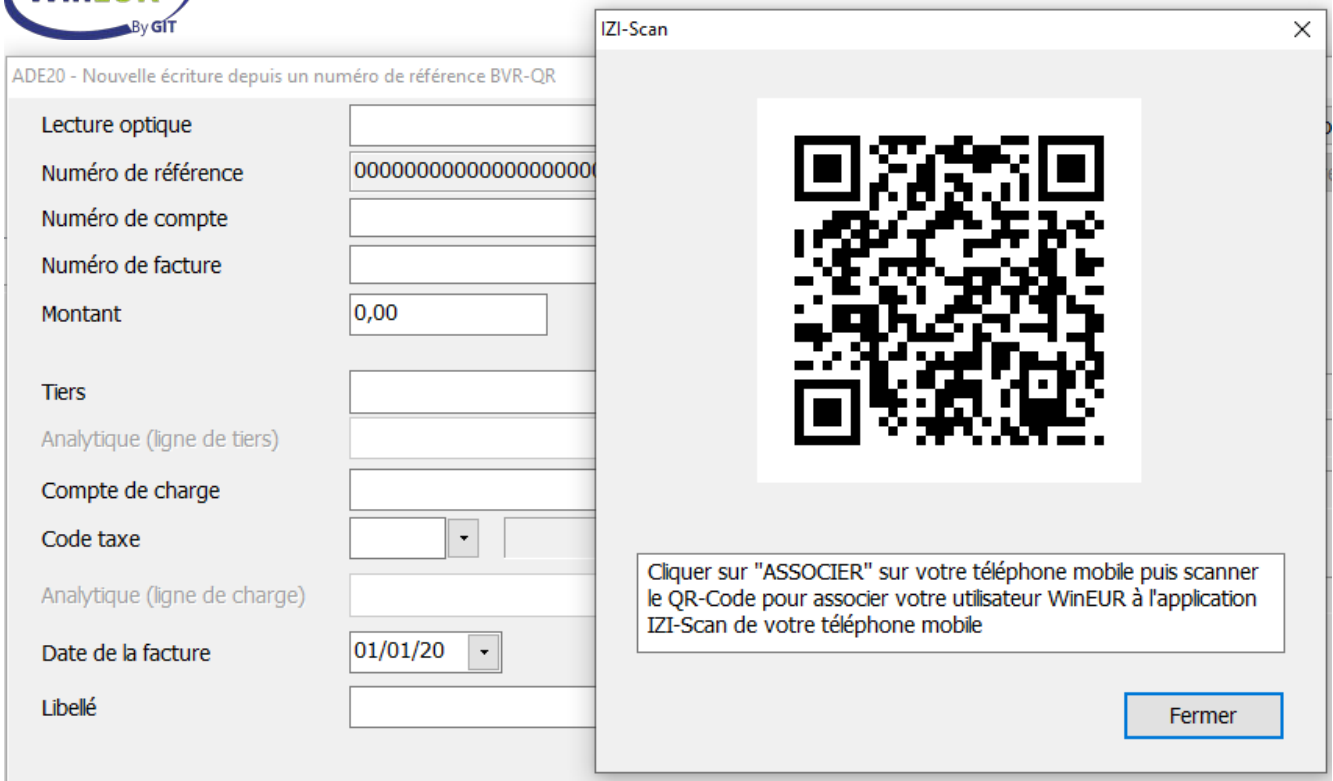 By GIT
ADE20 - Nouvelle écriture depuis un numéro de référence BVR-QR
Lecture optique
Numéro de référence 0000000000000000000000
Numéro de compte
Numéro de facture
Montant 0,00
Tiers
Analytique (ligne de tiers)
Compte de charge
Code taxe
Analytique (ligne de charge)
Date de la facture 01/01/20
Libellé
IZI-Scan
Cliquer sur "ASSOCIER" sur votre téléphone mobile puis scanner
le QR-Code pour associer votre utilisateur WinEUR à l'application
IZI-Scan de votre téléphone mobile
Fermer